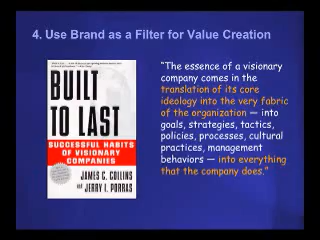 4. Use Brand as a Filter for Value Creation
BUILT
TO LAST
SUCCESSFUL HABITS
OF VISIONARY
COMPANIES
JAMES C. COLLINS
and JERRY I. PORRAS
“The essence of a visionary
company comes in the
translation of its core
ideology into the very fabric
of the organization — into
goals, strategies, tactics,
policies, processes, cultural
practices, management
behaviors — into everything
that the company does.”